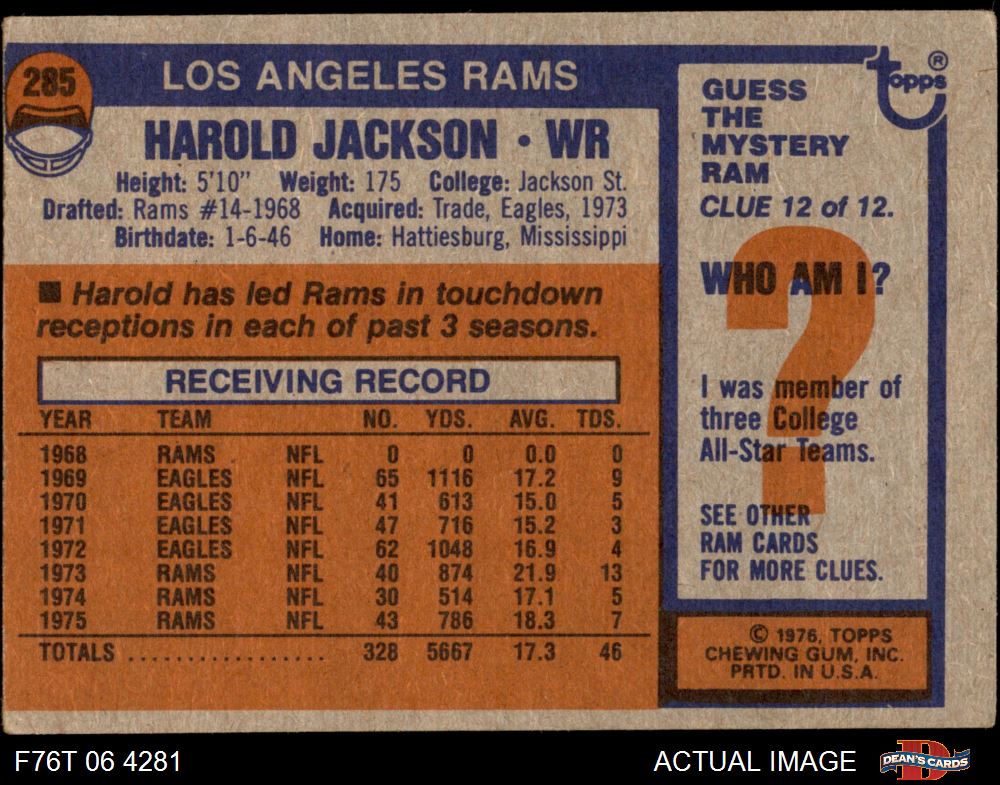 285
LOS ANGELES RAMS
HAROLD JACKSON • WR
Height: 5'10" Weight: 175 College: Jackson St.
Drafted: Rams #14-1968 Acquired: Trade, Eagles, 1973
Birthdate: 1-6-46 Home: Hattiesburg, Mississippi
■ Harold has led Rams in touchdown
receptions in each of past 3 seasons.
RECEIVING RECORD
YEAR TEAM NO. YDS. AVG. TDS.
1968 RAMS NFL 0 0 0.0 0
1969 EAGLES NFL 65 1116 17.2 9
1970 EAGLES NFL 41 613 15.0 5
1971 EAGLES NFL 47 716 15.2 3
1972 EAGLES NFL 62 1048 16.9 4
1973 RAMS NFL 40 874 21.9 13
1974 RAMS NFL 30 514 17.1 5
1975 RAMS NFL 43 786 18.3 7
TOTALS .................. 328 5667 17.3 46
topps ®
GUESS
THE
MYSTERY
RAM
CLUE 12 of 12.
?
WHO AM I?
I was member of
three College
All-Star Teams.
SEE OTHER
RAM CARDS
FOR MORE CLUES.
© 1976, TOPPS
CHEWING GUM, INC.
PRTD. IN U.S.A.
F76T 06 4281
ACTUAL IMAGE
D
DEAN'S CARDS